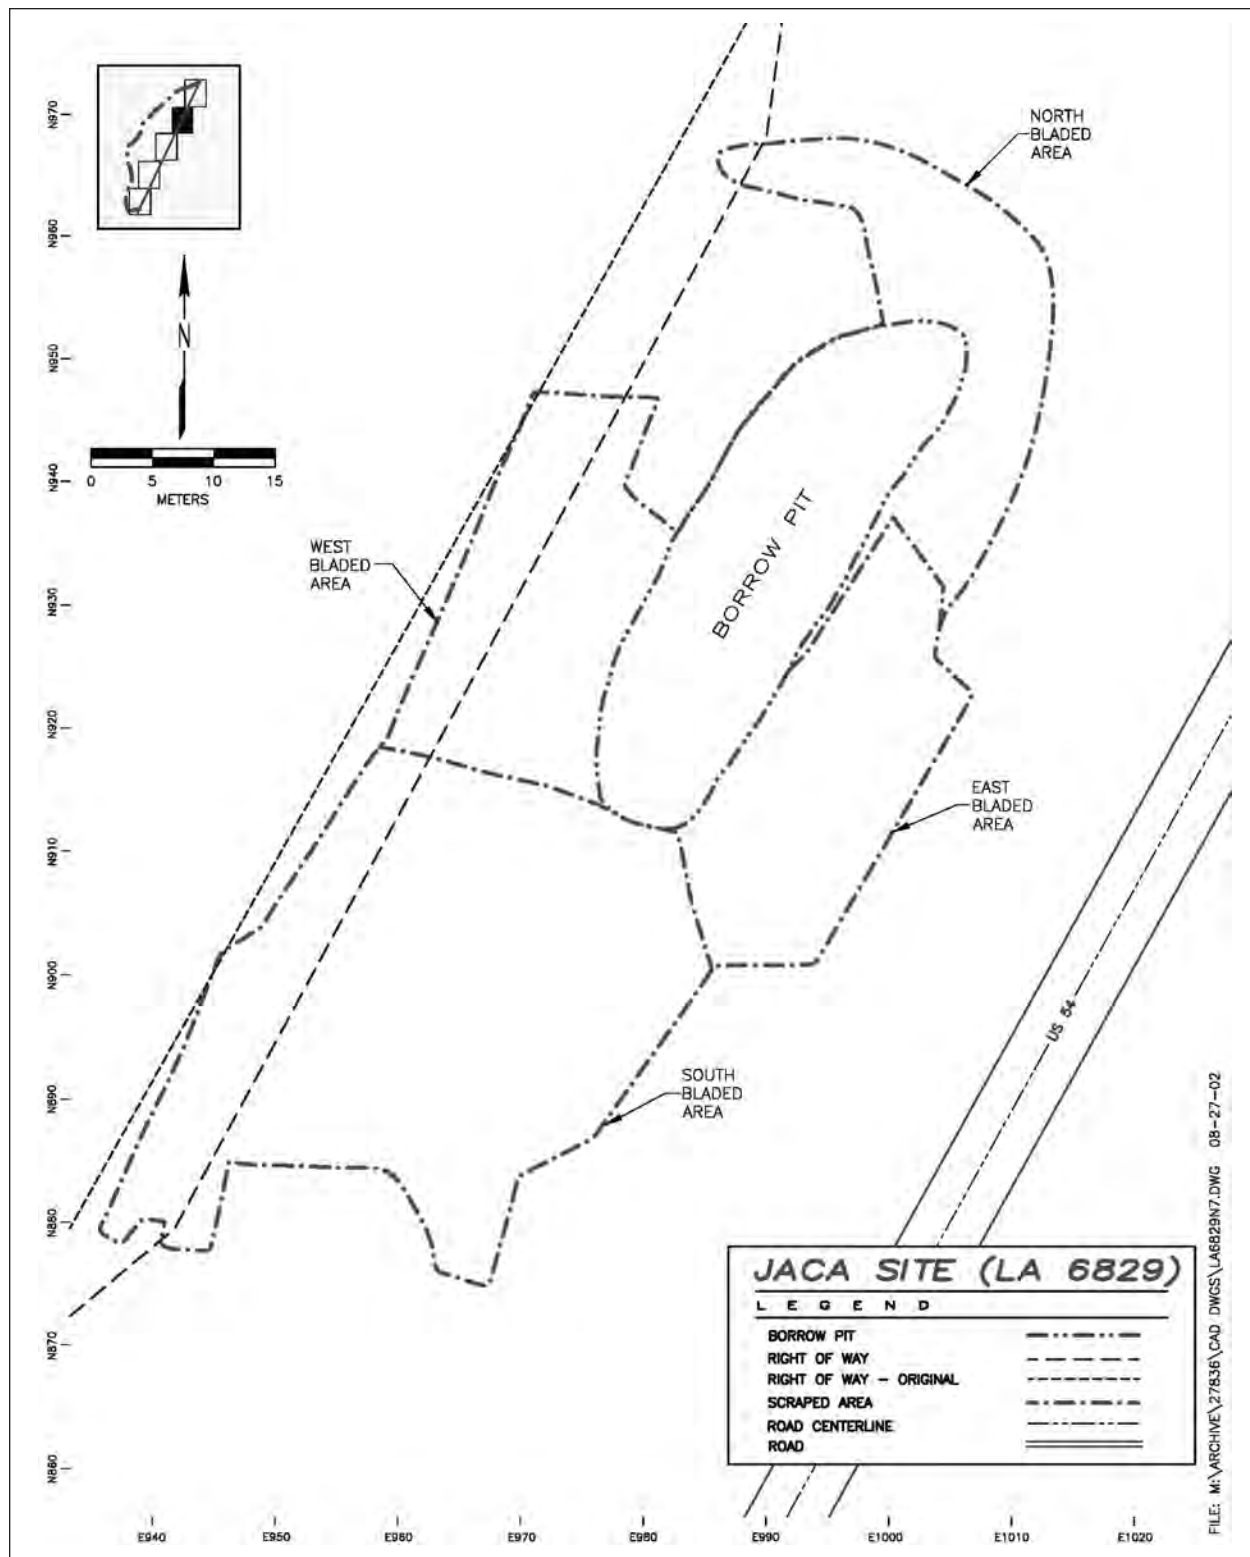 N970
N960
N950
N940
N930
N920
N910
N900
N890
N880
N870
N860
N
0 5 10 15
METERS
NORTH
BLADED
AREA
WEST
BLADED
AREA
BORROW PIT
EAST
BLADED
AREA
SOUTH
BLADED
AREA
US 54
JACA SITE (LA 6829)
LEGEND
BORROW PIT
RIGHT OF WAY
RIGHT OF WAY - ORIGINAL
SCRAPED AREA
ROAD CENTERLINE
ROAD
E940 E950 E960 E970 E980 E990 E1000 E1010 E1020
FILE: M:\ARCHIVE\27836\CAD DWGS\LA6829N7.DWG 08-27-02